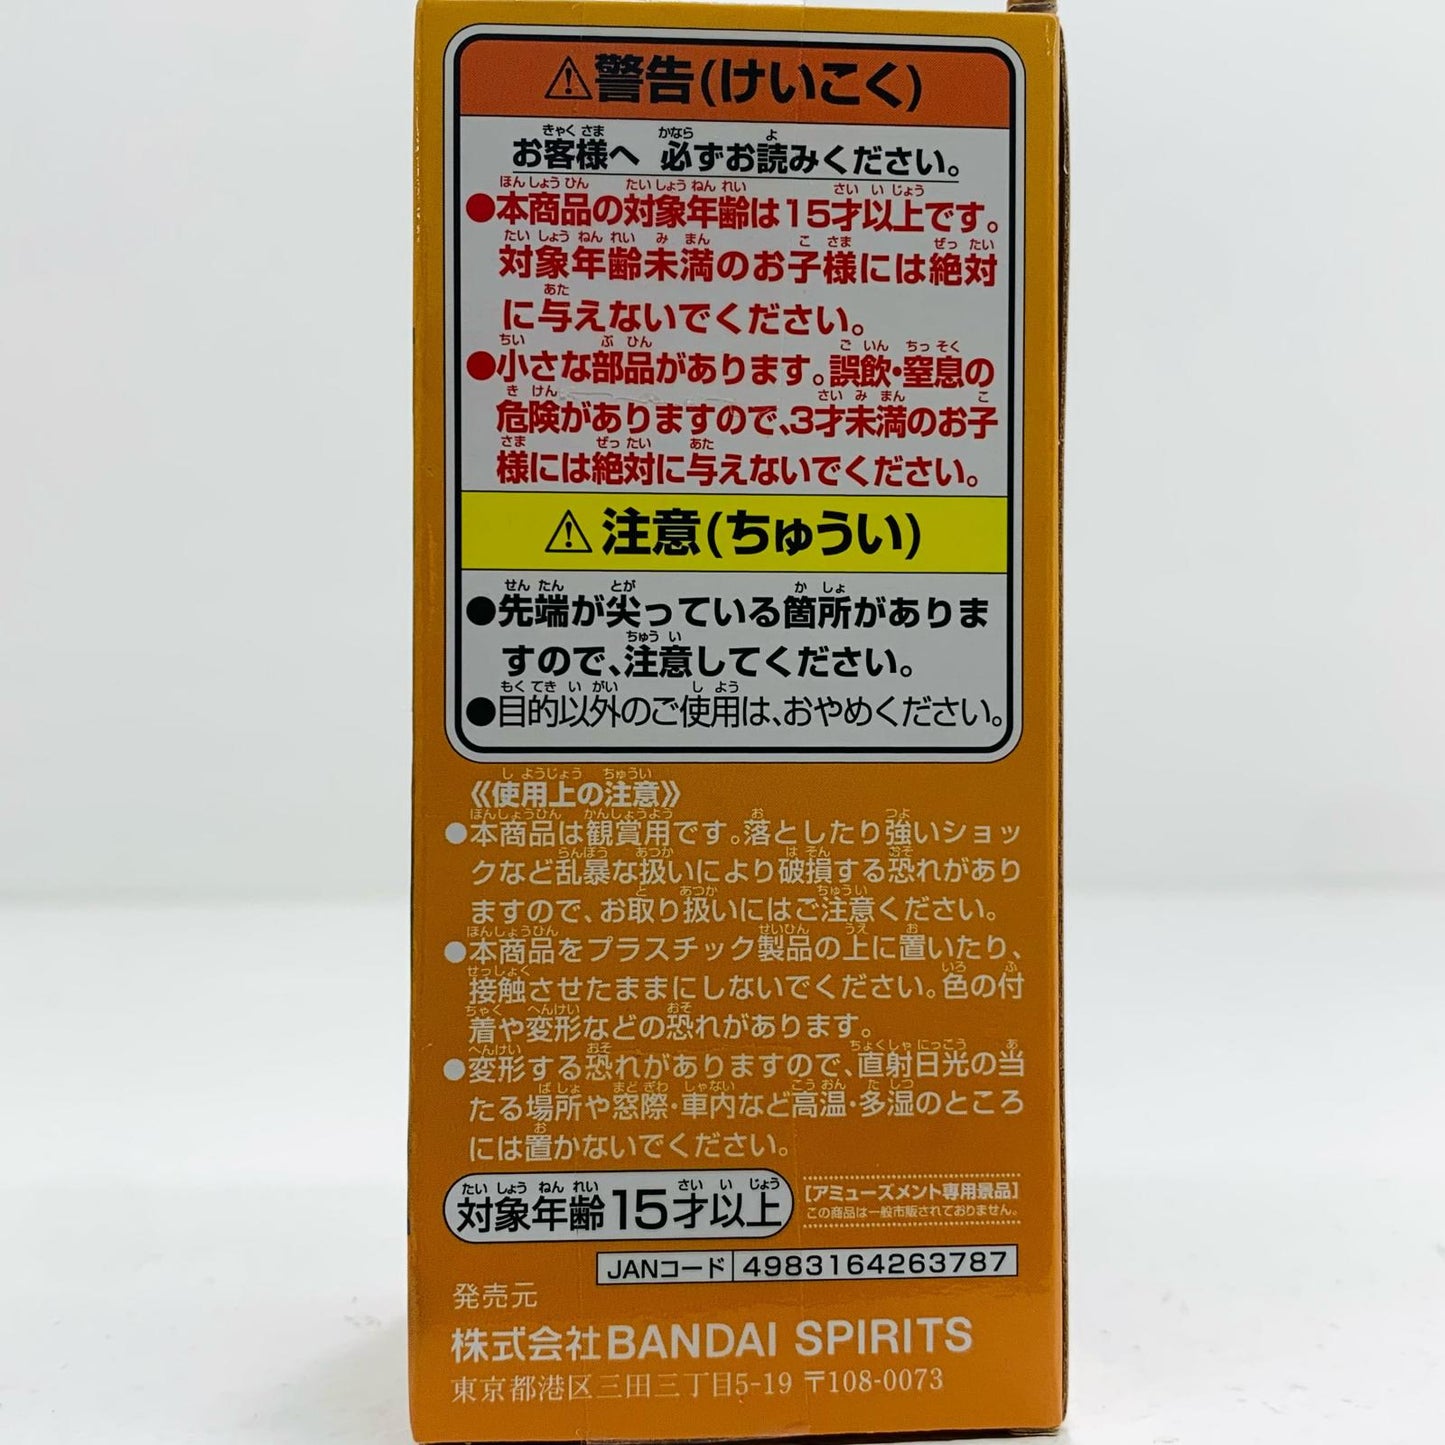 ⚠警告(けいこく)
お客様へ 必ずお読みください。
●本商品の対象年齢は15才以上です。
対象年齢未満のお子様には絶対
に与えないでください。
●小さな部品があります。誤飲・窒息の
危険がありますので、3才未満のお子
様には絶対に与えないでください。
⚠注意(ちゅうい)
●先端が尖っている箇所がありま
すので、注意してください。
●目的以外のご使用は、おやめください。
《使用上の注意》
●本商品は観賞用です。落としたり強いショッ
クなど乱暴な扱いにより破損する恐れがあり
ますので、お取り扱いにはご注意ください。
●本商品をプラスチック製品の上に置いたり、
接触させたままにしないでください。色の付
着や変形などの恐れがあります。
●変形する恐れがありますので、直射日光の当
たる場所や窓際・車内など高温・多湿のところ
には置かないでください。
対象年齢15才以上
[アミューズメント専用景品]
この商品は一般市販されておりません。
JANコード 4983164263787
発売元
株式会社BANDAI SPIRITS
東京都港区三田三丁目5-19 〒108-0073